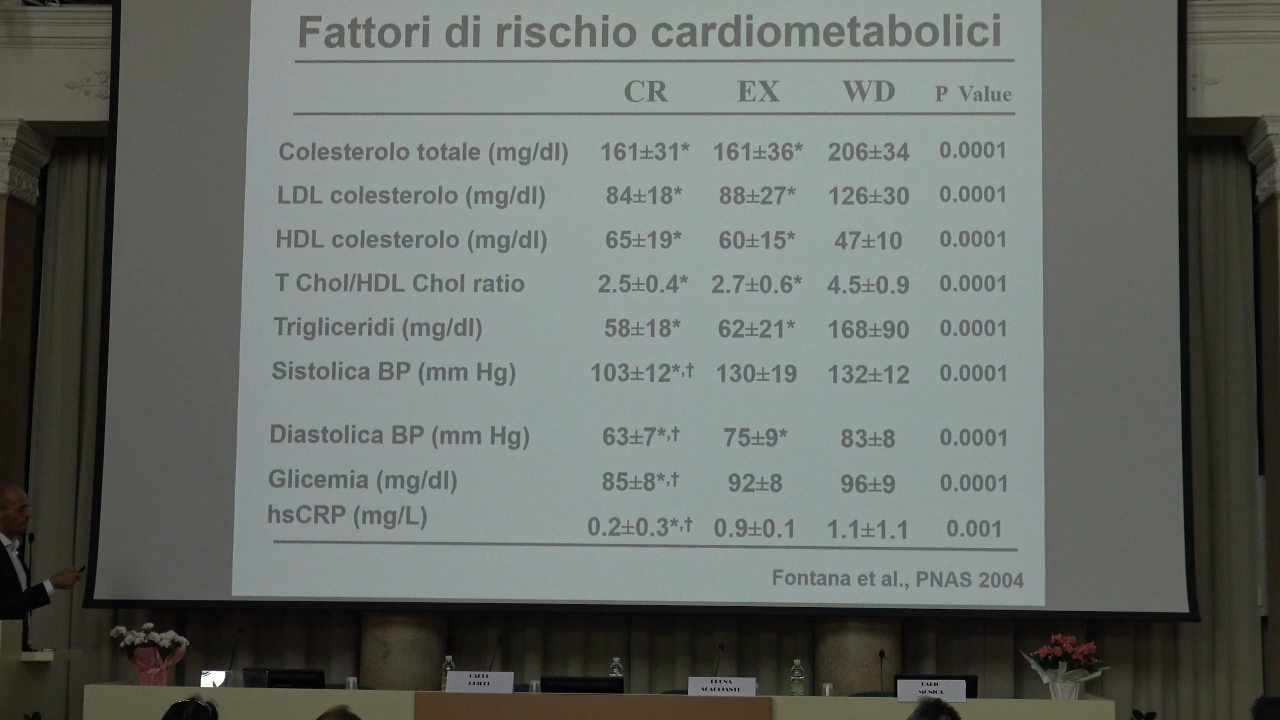 Fattori di rischio cardiometabolici
CR EX WD P Value
Colesterolo totale (mg/dl) 161±31* 161±36* 206±34 0.0001
LDL colesterolo (mg/dl) 84±18* 88±27* 126±30 0.0001
HDL colesterolo (mg/dl) 65±19* 60±15* 47±10 0.0001
T Chol/HDL Chol ratio 2.5±0.4* 2.7±0.6* 4.5±0.9 0.0001
Trigliceridi (mg/dl) 58±18* 62±21* 168±90 0.0001
Sistolica BP (mm Hg) 103±12*,† 130±19 132±12 0.0001
Diastolica BP (mm Hg) 63±7*,† 75±9* 83±8 0.0001
Glicemia (mg/dl) 85±8*,† 92±8 96±9 0.0001
hsCRP (mg/L) 0.2±0.3*,† 0.9±0.1 1.1±1.1 0.001
Fontana et al., PNAS 2004
BRUNA
SCAGGIANTE
MONICA